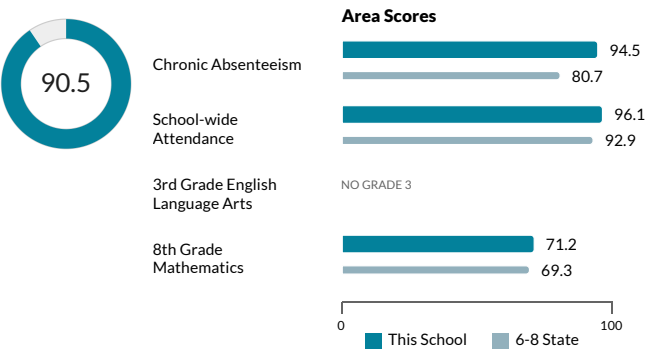 Area Scores
90.5
Chronic Absenteeism
94.5
80.7
School-wide
Attendance
96.1
92.9
3rd Grade English
Language Arts
NO GRADE 3
8th Grade
Mathematics
71.2
69.3
0
100
This School
6-8 State